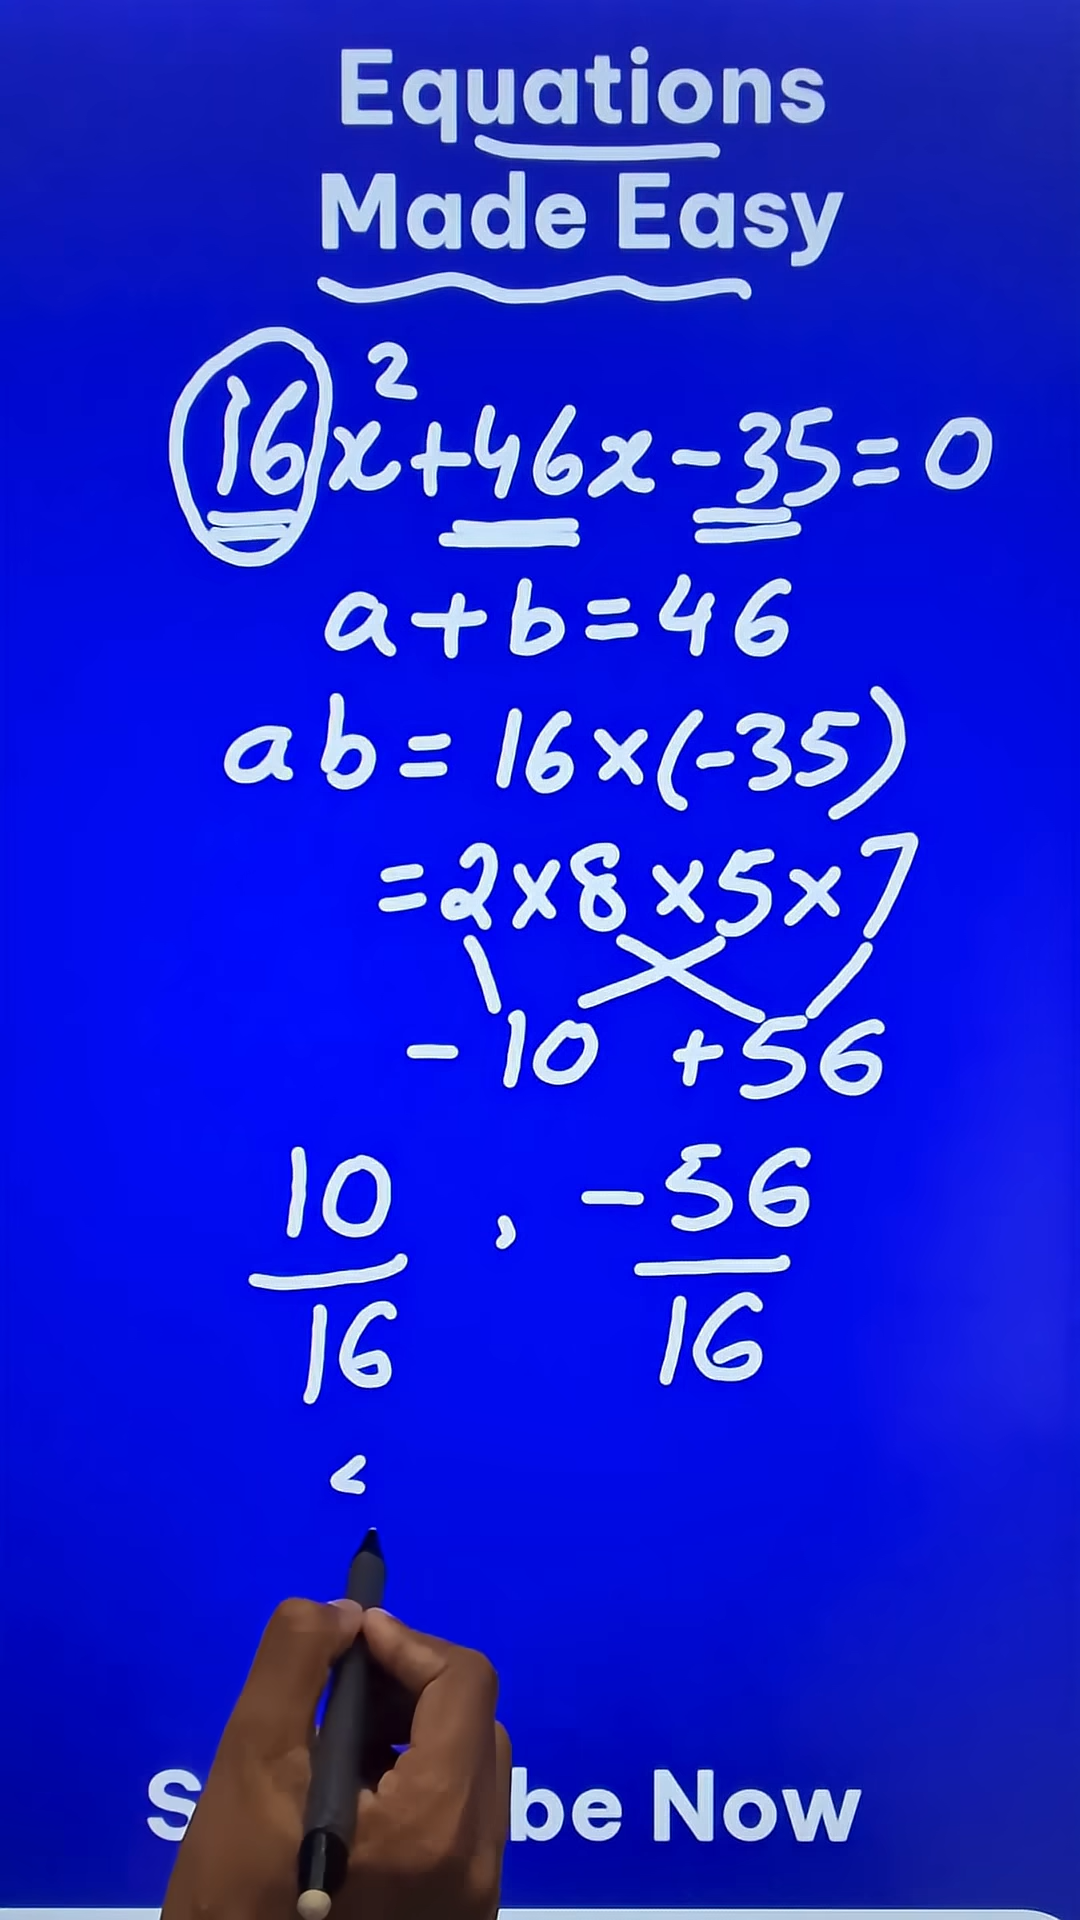 Equations
Made Easy
16x²+46x-35=0
a+b=46
ab= 16×(-35)
=2×8×5×7
-10 +56
10/16 , -56/16
Now